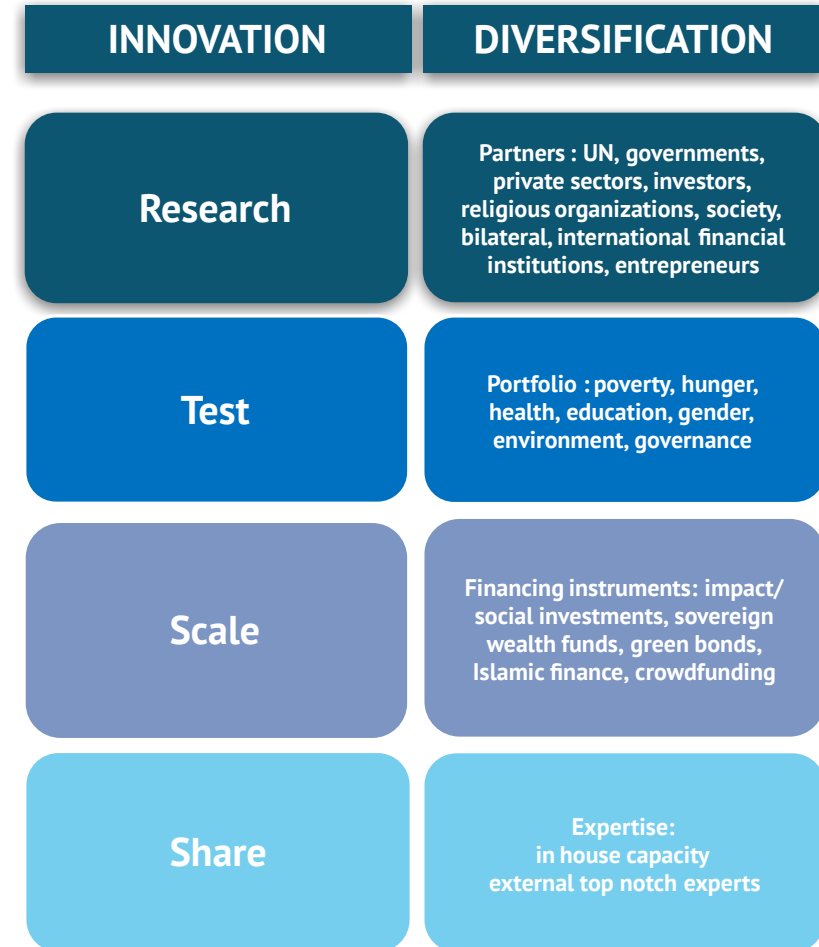 INNOVATION
DIVERSIFICATION
Research
Partners : UN, governments,
private sectors, investors,
religious organizations, society,
bilateral, international financial
institutions, entrepreneurs
Test
Portfolio : poverty, hunger,
health, education, gender,
environment, governance
Scale
Financing instruments: impact/
social investments, sovereign
wealth funds, green bonds,
Islamic finance, crowdfunding
Share
Expertise:
in house capacity
external top notch experts